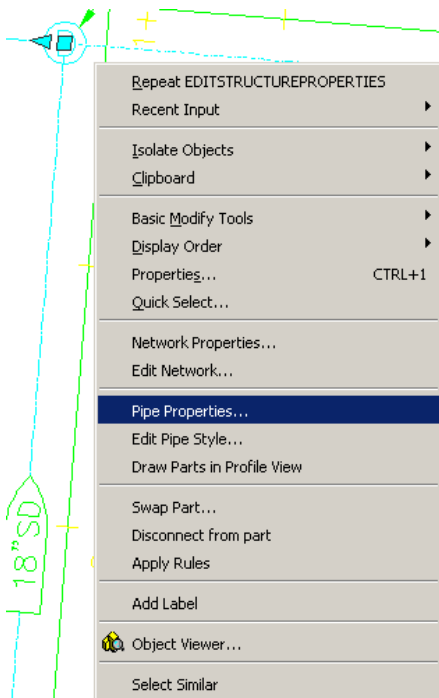 Repeat EDITSTRUCTUREPROPERTIES
Recent Input
Isolate Objects
Clipboard
Basic Modify Tools
Display Order
Properties... CTRL+1
Quick Select...
Network Properties...
Edit Network...
Pipe Properties...
Edit Pipe Style...
Draw Parts in Profile View
Swap Part...
Disconnect from part
Apply Rules
Add Label
Object Viewer...
Select Similar
18"SD